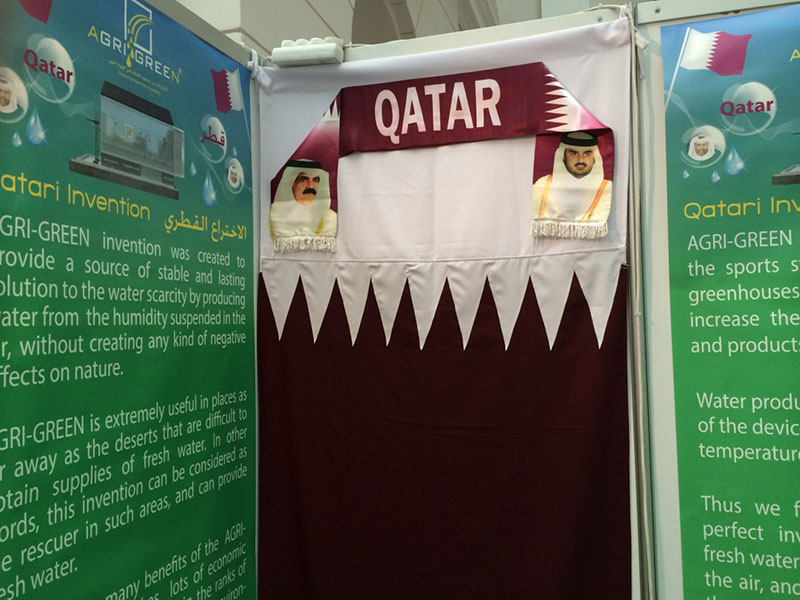 AGRI GREEN
Qatar
قطر
Qatari Invention الاختراع القطري
AGRI-GREEN invention was created to
provide a source of stable and lasting
solution to the water scarcity by producing
water from the humidity suspended in the
air, without creating any kind of negative
effects on nature.
AGRI-GREEN is extremely useful in places as
far away as the deserts that are difficult to
obtain supplies of fresh water. In other
words, this invention can be considered as
the rescuer in such areas, and can provide
fresh water.
many benefits of the AGRI-
lots of economic
in the ranks of
environ-
QATAR
Qatar
Qatari Inv
AGRI-GREEN
the sports s
greenhouses
increase the
and products
Water produ
of the devic
temperature
Thus we f
perfect inv
fresh water
the air, and